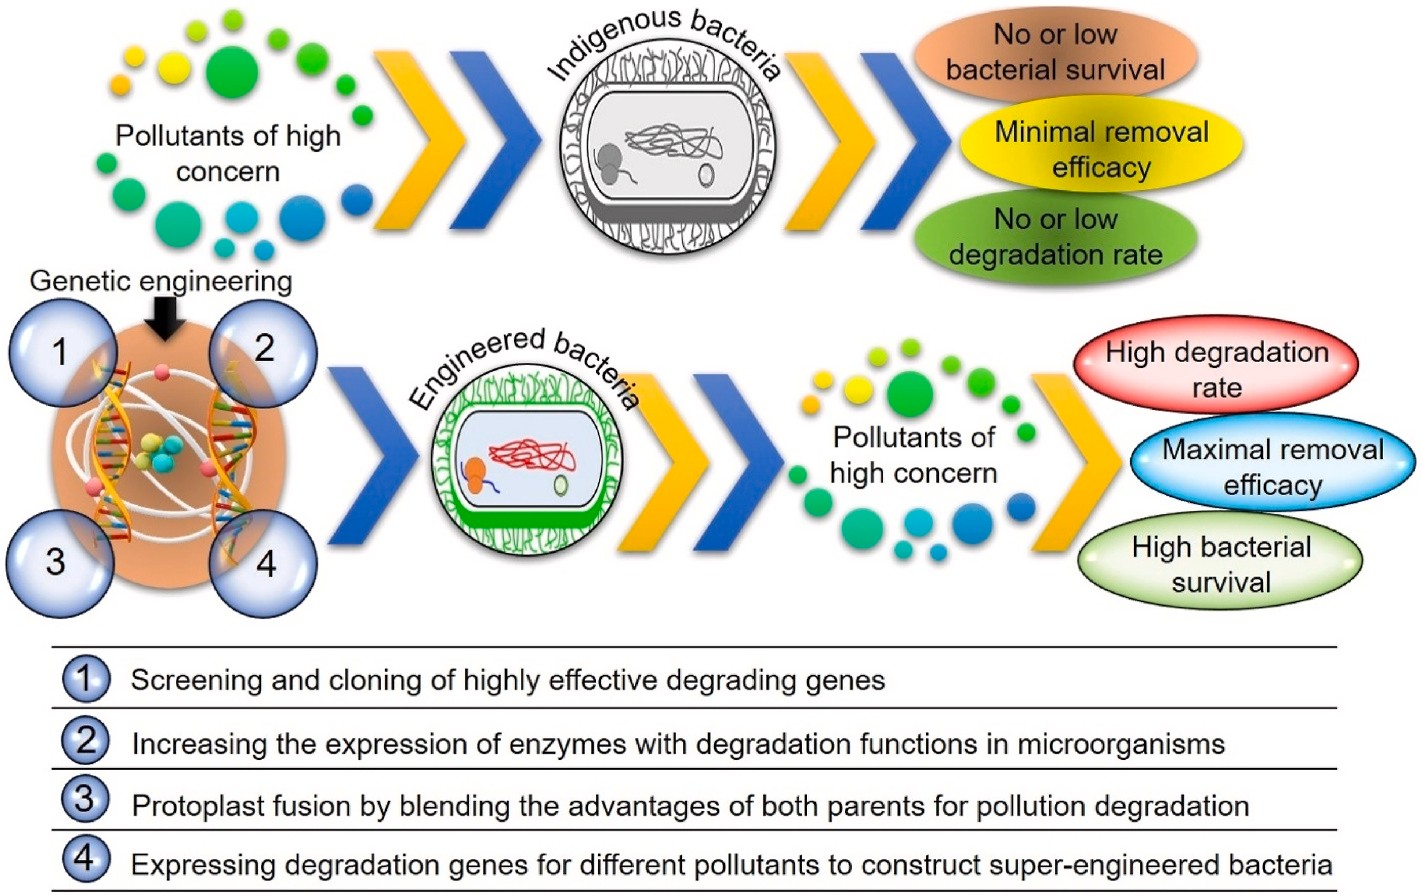 Pollutants of high
concern
Indigenous bacteria
No or low
bacterial survival
Minimal removal
efficacy
No or low
degradation rate
Genetic engineering
1
2
3
4
Engineered bacteria
Pollutants of
high concern
High degradation
rate
Maximal removal
efficacy
High bacterial
survival
1 Screening and cloning of highly effective degrading genes
2 Increasing the expression of enzymes with degradation functions in microorganisms
3 Protoplast fusion by blending the advantages of both parents for pollution degradation
4 Expressing degradation genes for different pollutants to construct super-engineered bacteria